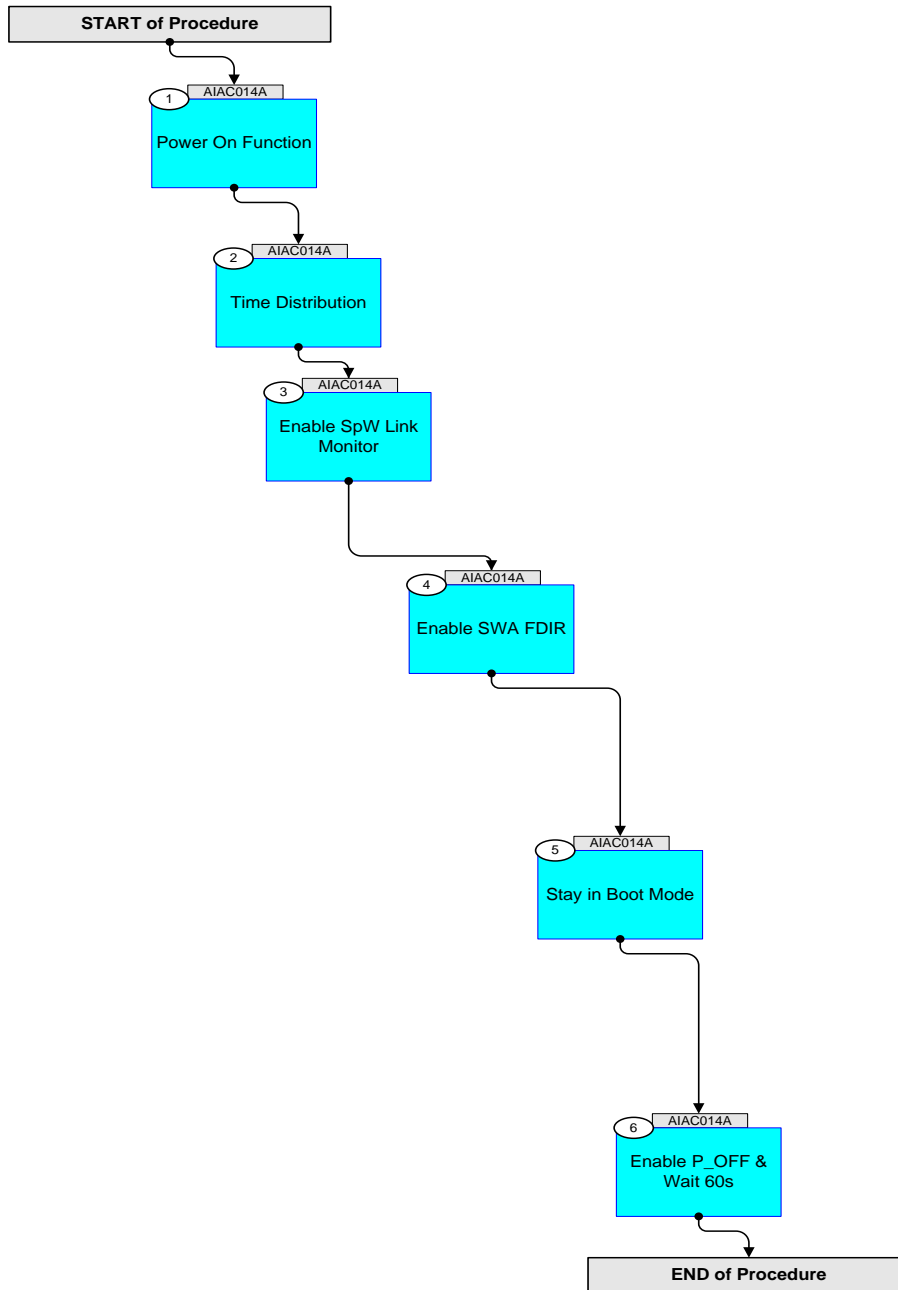 START of Procedure
AIAC014A
1
Power On Function
AIAC014A
2
Time Distribution
AIAC014A
3
Enable SpW Link
Monitor
AIAC014A
4
Enable SWA FDIR
AIAC014A
5
Stay in Boot Mode
AIAC014A
6
Enable P_OFF &
Wait 60s
END of Procedure